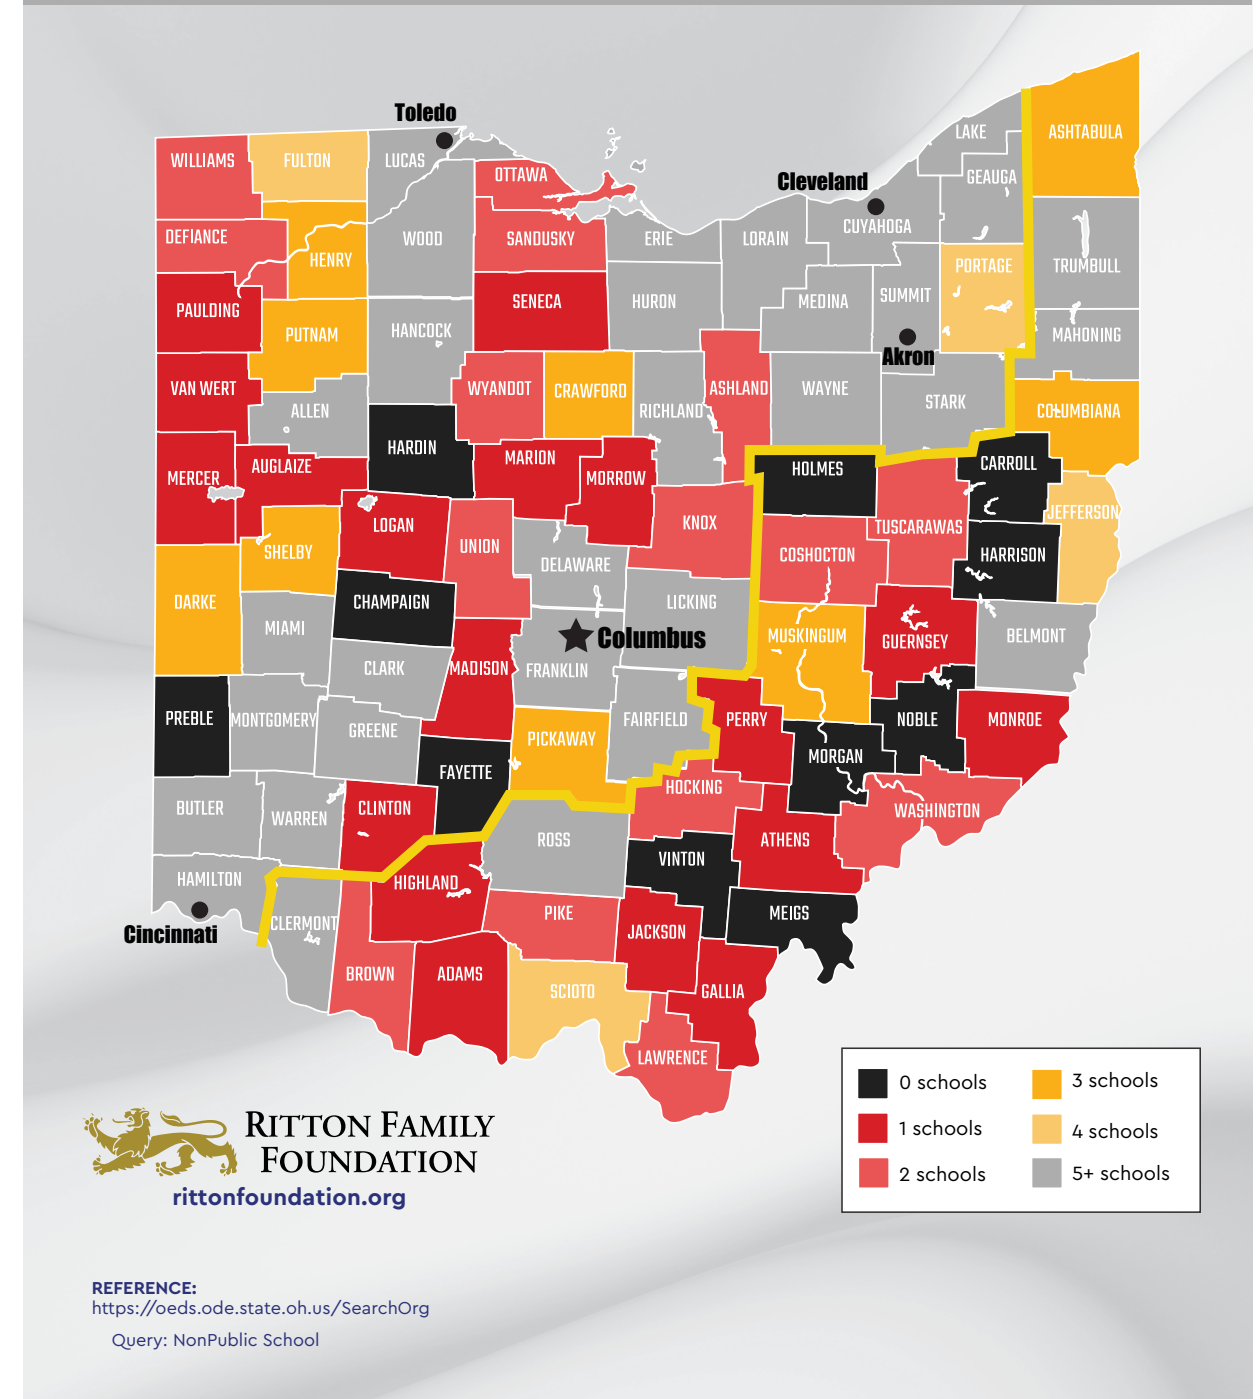 Toledo
LAKE
ASHTABULA
WILLIAMS
FULTON
LUCAS
OTTAWA
Cleveland
GEAUGA
DEFIANCE
WOOD
SANDUSKY
ERIE
LORAIN
CUYAHOGA
HENRY
PORTAGE
TRUMBULL
PAULDING
SENECA
HURON
MEDINA
SUMMIT
PUTNAM
HANCOCK
MAHONING
Akron
VAN WERT
WYANDOT
CRAWFORD
ASHLAND
WAYNE
STARK
ALLEN
RICHLAND
COLUMBIANA
HARDIN
MERCER
AUGLAIZE
MARION
MORROW
HOLMES
CARROLL
LOGAN
KNOX
TUSCARAWAS
JEFFERSON
SHELBY
UNION
DELAWARE
COSHOCTON
HARRISON
DARKE
CHAMPAIGN
LICKING
MIAMI
Columbus
MUSKINGUM
GUERNSEY
BELMONT
CLARK
MADISON
FRANKLIN
PREBLE
MONTGOMERY
GREENE
FAIRFIELD
PERRY
NOBLE
MONROE
PICKAWAY
FAYETTE
MORGAN
HOCKING
BUTLER
WARREN
CLINTON
WASHINGTON
ROSS
ATHENS
VINTON
HAMILTON
HIGHLAND
PIKE
MEIGS
Cincinnati
CLERMONT
JACKSON
BROWN
ADAMS
SCIOTO
GALLIA
LAWRENCE
0 schools
3 schools
1 schools
4 schools
2 schools
5+ schools
RITTON FAMILY
FOUNDATION
rittonfoundation.org
REFERENCE:
https://oeds.ode.state.oh.us/SearchOrg
Query: NonPublic School